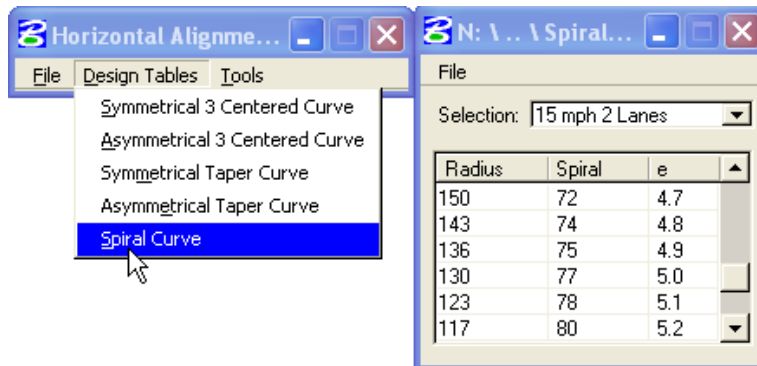 Horizontal Alignme...
File Design Tables Tools
Symmetrical 3 Centered Curve
Asymmetrical 3 Centered Curve
Symmetrical Taper Curve
Asymmetrical Taper Curve
Spiral Curve
N: \ .. \ Spiral...
File
Selection: 15 mph 2 Lanes
Radius Spiral e
150 72 4.7
143 74 4.8
136 75 4.9
130 77 5.0
123 78 5.1
117 80 5.2